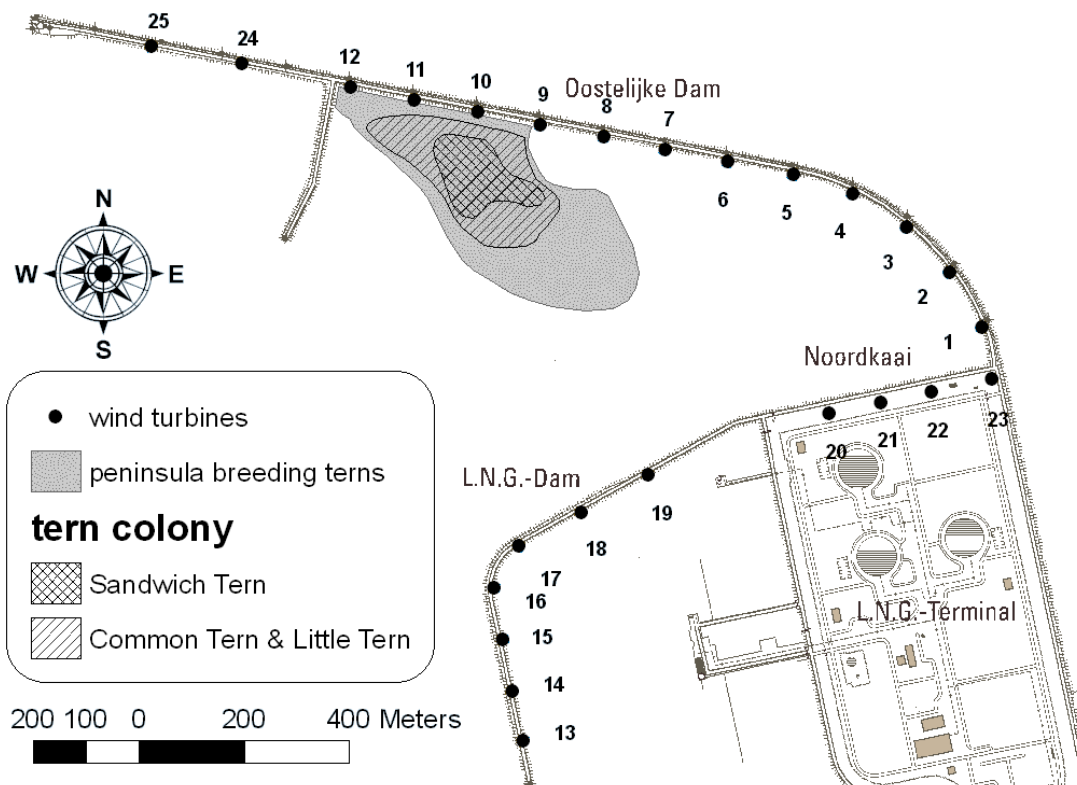 25
24
12
11
10
9
Oostelijke Dam
8
7
6
5
4
3
2
1
N
W E
S
Noordkaai
23
22
21
20
L.N.G.-Dam
19
18
17
16
15
14
13
L.N.G.-Terminal
wind turbines
peninsula breeding terns
tern colony
Sandwich Tern
Common Tern & Little Tern
200 100 0 200 400 Meters